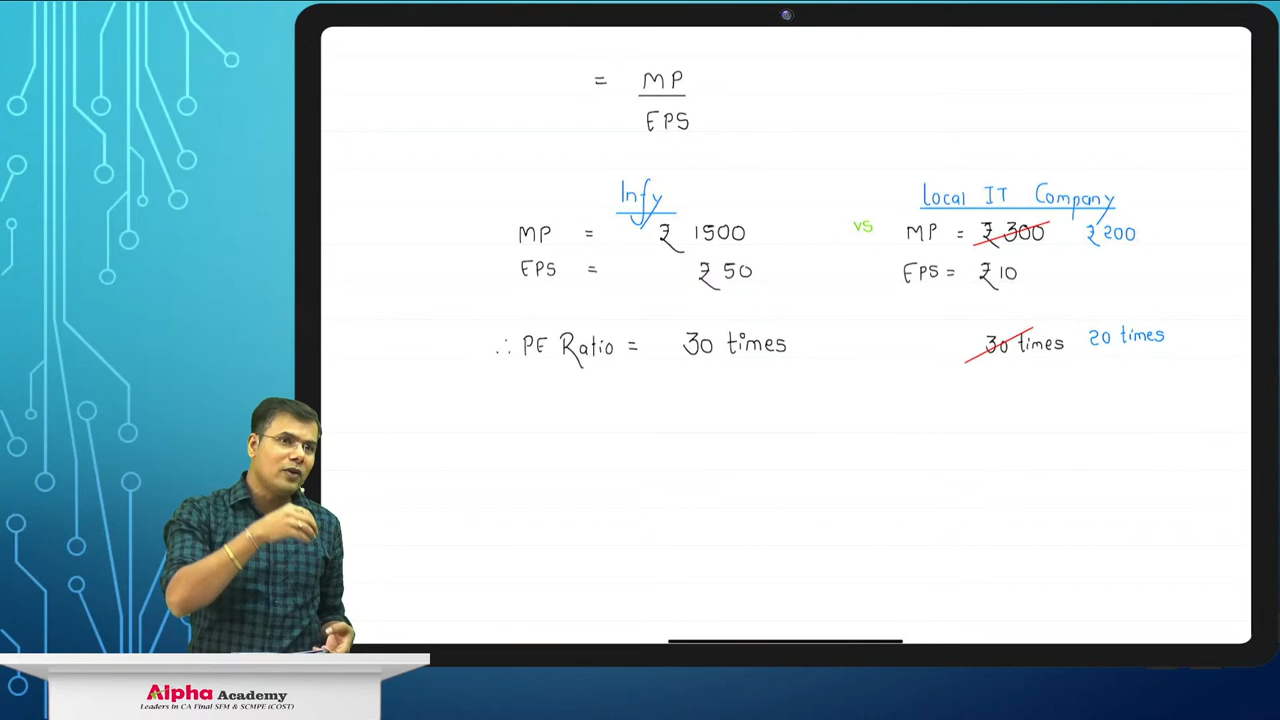 = MP
EPS
Infy
MP = ₹ 1500
EPS = ₹ 50
∴ PE Ratio = 30 times
vs
Local IT Company
MP = ₹ 300 ₹ 200
EPS = ₹ 10
30 times 20 times
Alpha Academy
Leaders in CA Final SFM & SCMPE (COST)